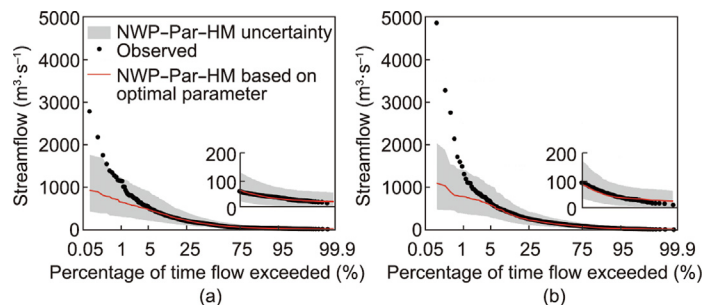 5000
4000
3000
2000
1000
0
Streamflow (m³·s⁻¹)
NWP–Par–HM uncertainty
Observed
NWP–Par–HM based on
optimal parameter
200
100
0
0.05 1 5 25 75 95 99.9
Percentage of time flow exceeded (%)
(a)
5000
4000
3000
2000
1000
0
Streamflow (m³·s⁻¹)
200
100
0
0.05 1 5 25 75 95 99.9
Percentage of time flow exceeded (%)
(b)